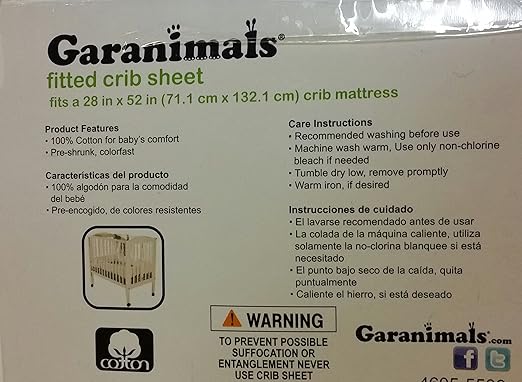 Garanimals®
fitted crib sheet
fits a 28 in x 52 in (71.1 cm x 132.1 cm) crib mattress
Product Features
• 100% Cotton for baby's comfort
• Pre-shrunk, colorfast
Características del producto
• 100% algodón para la comodidad
del bebé
• Pre-encogido, de colores resistentes
Care Instructions
• Recommended washing before use
• Machine wash warm, Use only non-chlorine
bleach if needed
• Tumble dry low, remove promptly
• Warm iron, if desired
Instrucciones de cuidado
• El lavarse recomendado antes de usar
• La colada de la máquina caliente, utiliza
solamente la no-clorina blanquee si está
necesitado
• El punto bajo seco de la caída, quita
puntualmente
• Caliente el hierro, si está deseado
cotton
WARNING
TO PREVENT POSSIBLE
SUFFOCATION OR
ENTANGLEMENT NEVER
USE CRIB SHEET
Garanimals®.com
f t